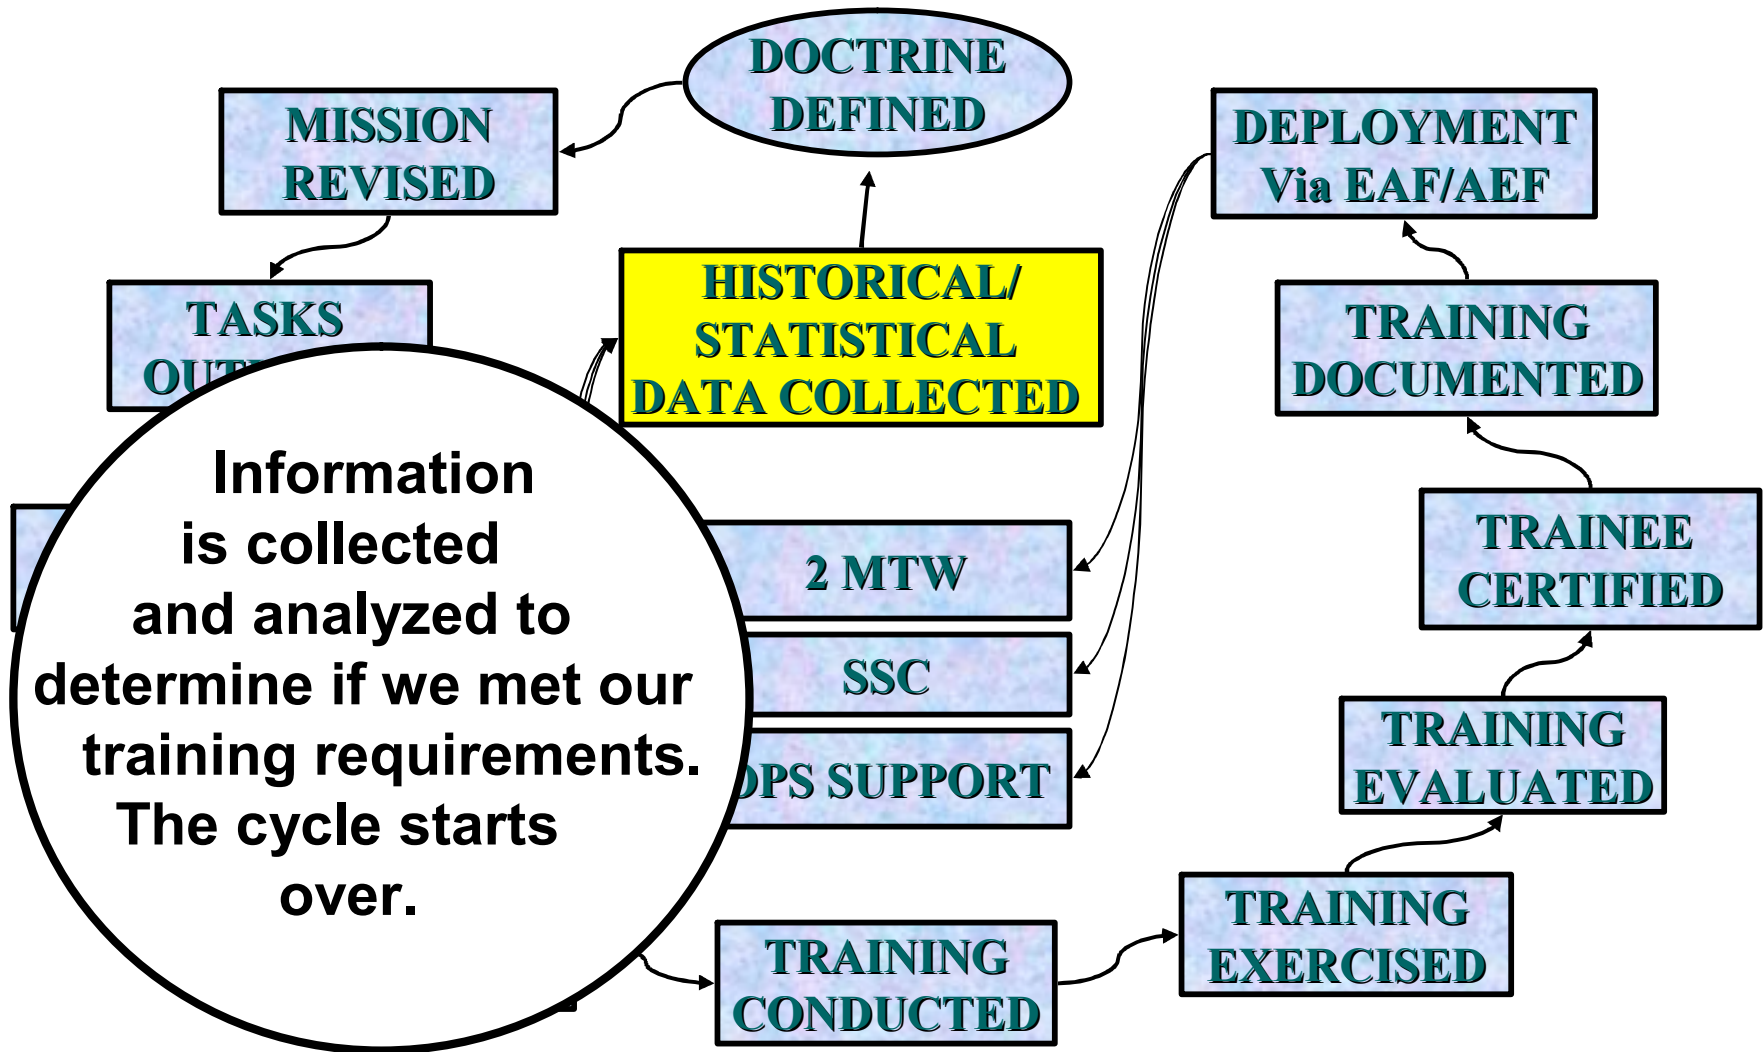 DOCTRINE
DEFINED
MISSION
REVISED
DEPLOYMENT
Via EAF/AEF
HISTORICAL/
STATISTICAL
DATA COLLECTED
TASKS
TRAINING
DOCUMENTED
Information
is collected
and analyzed to
determine if we met our
training requirements.
The cycle starts
over.
2 MTW
TRAINEE
CERTIFIED
SSC
OPS SUPPORT
TRAINING
EVALUATED
TRAINING
EXERCISED
TRAINING
CONDUCTED